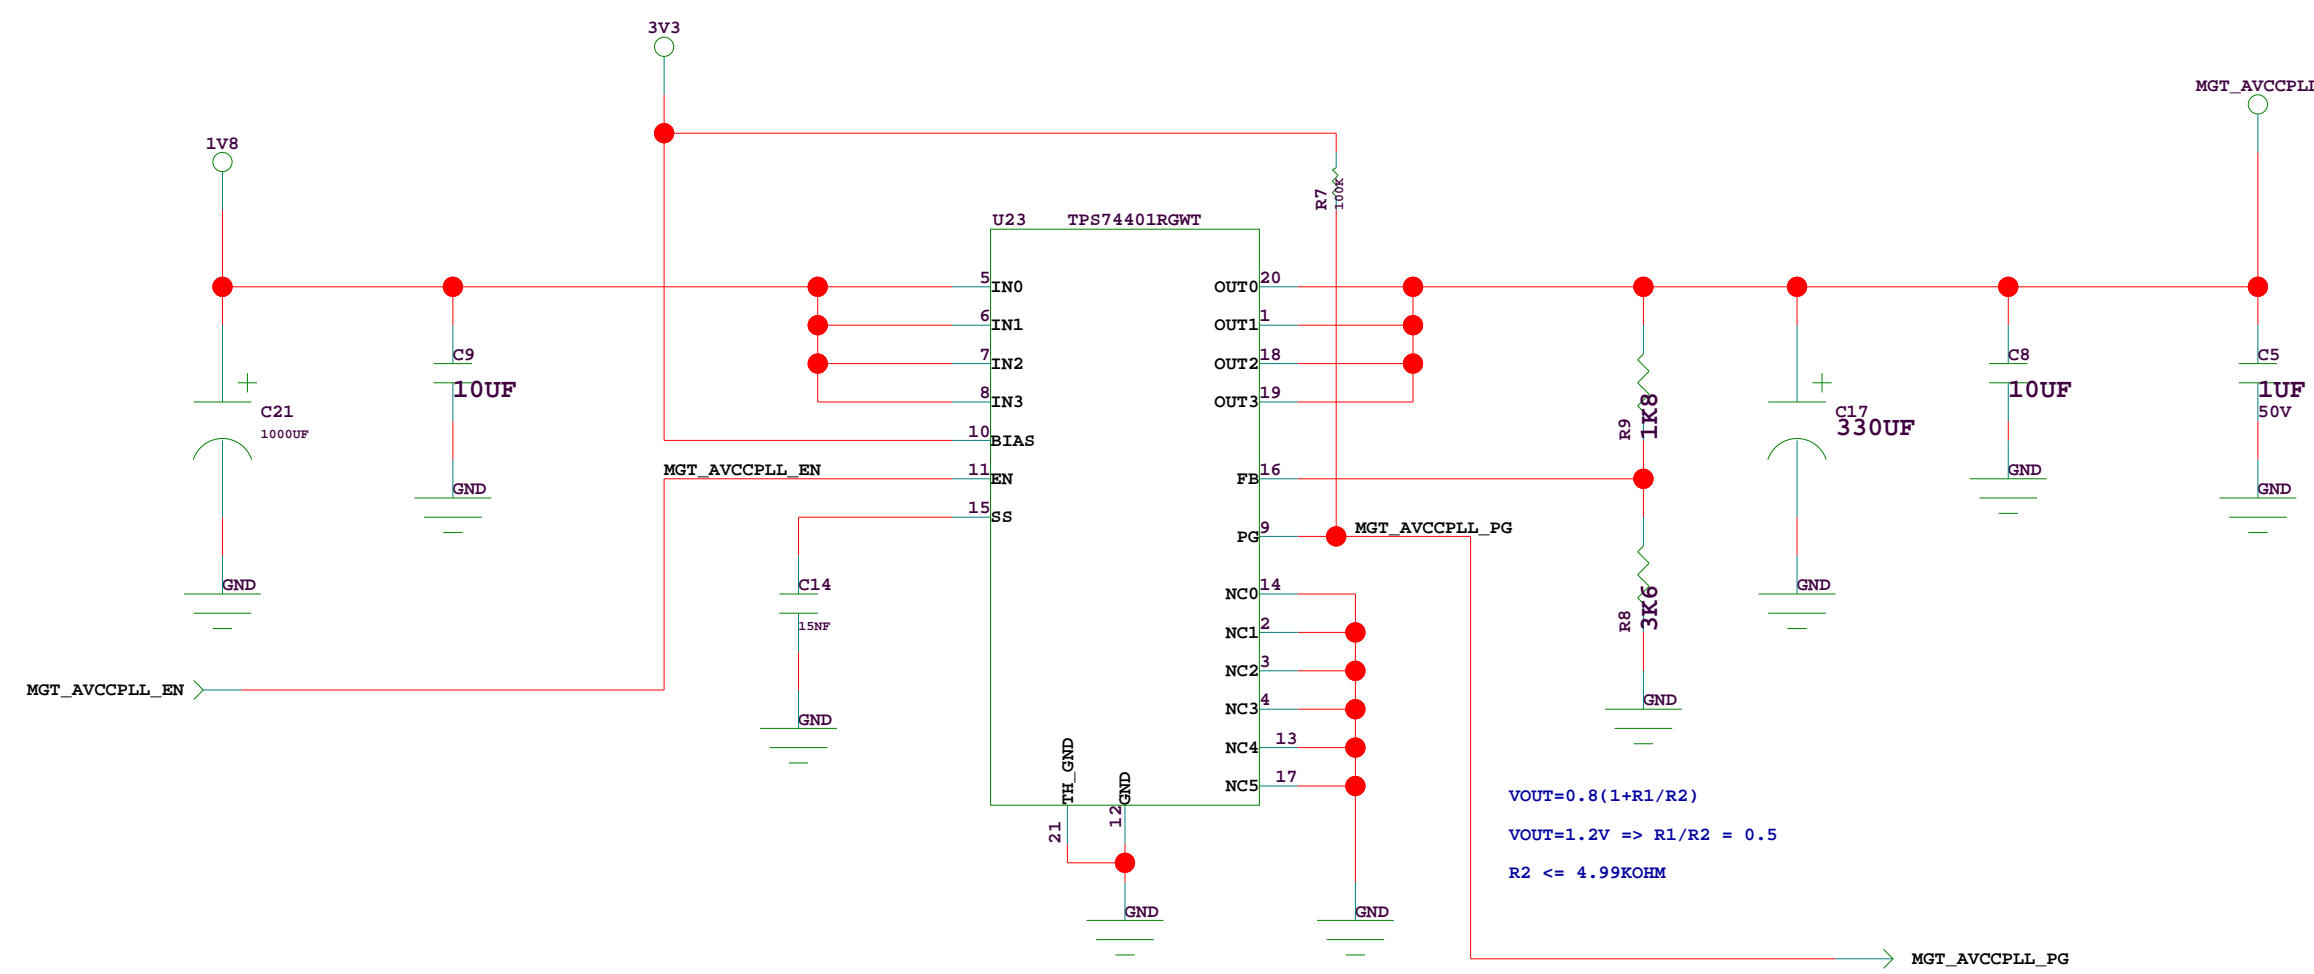 3V3
MGT_AVCCPLL
1V8
R7
100K
U23 TPS74401RGWT
5 IN0
6 IN1
7 IN2
8 IN3
10 BIAS
MGT_AVCCPLL_EN 11 EN
15 SS
OUT0 20
OUT1 1
OUT2 18
OUT3 19
FB 16
PG 9
MGT_AVCCPLL_PG
NC0 14
NC1 2
NC2 3
NC3 4
NC4 13
NC5 17
TH_GND
21
GND
12
C21
1000UF
GND
C9
10UF
GND
C14
15NF
GND
MGT_AVCCPLL_EN
R9
1K8
R8
3K6
GND
C17
330UF
GND
C8
10UF
GND
C5
1UF
50V
GND
GND
GND
VOUT=0.8(1+R1/R2)
VOUT=1.2V => R1/R2 = 0.5
R2 <= 4.99KOHM
MGT_AVCCPLL_PG